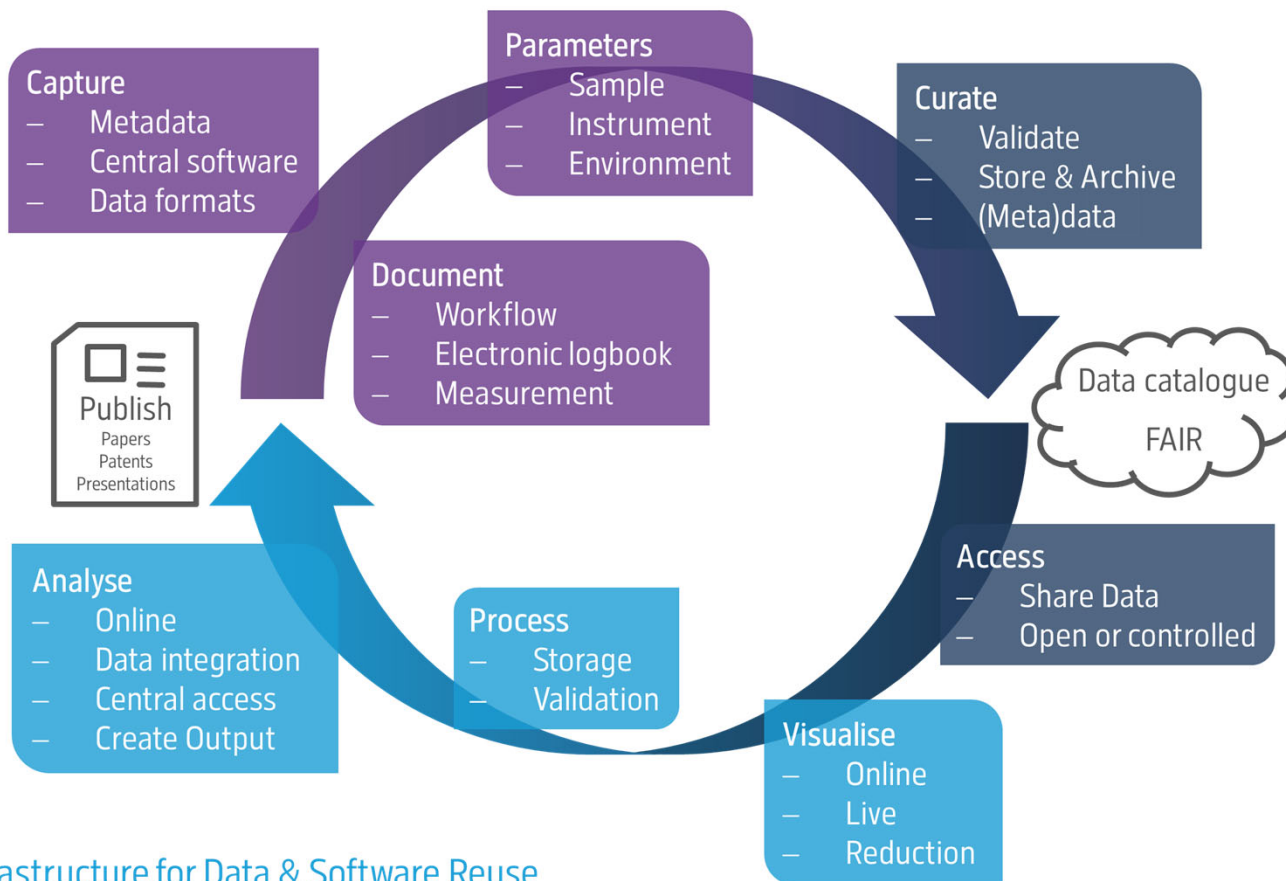 Capture
– Metadata
– Central software
– Data formats
Parameters
– Sample
– Instrument
– Environment
Curate
– Validate
– Store & Archive
– (Meta)data
Document
– Workflow
– Electronic logbook
– Measurement
Publish
Papers
Patents
Presentations
Data catalogue
FAIR
Access
– Share Data
– Open or controlled
Analyse
– Online
– Data integration
– Central access
– Create Output
Process
– Storage
– Validation
Visualise
– Online
– Live
– Reduction
for Data & Software Reuse